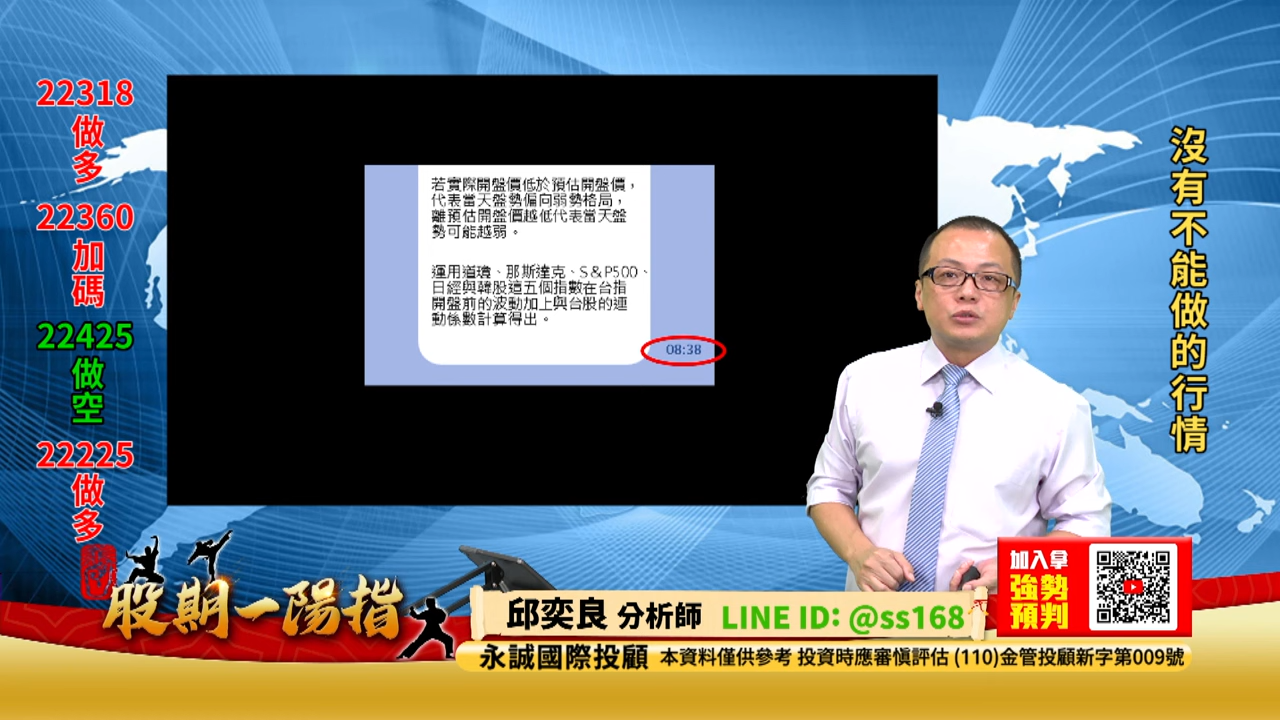 22318
做多
22360
加碼
22425
做空
22225
做多
若實際開盤價低於預估開盤價，
代表當天盤勢偏向弱勢格局，
離預估開盤價越低代表當天盤
勢可能越弱。
運用道瓊、那斯達克、S&P500、
日經與韓股這五個指數在台指
開盤前的波動加上與台股的連
動係數計算得出。
08:38
沒有不能做的行情
股期一陽指
邱奕良 分析師 LINE ID: @ss168
加入拿
強勢
預判
永誠國際投顧 本資料僅供參考 投資時應審慎評估 (110)金管投顧新字第009號